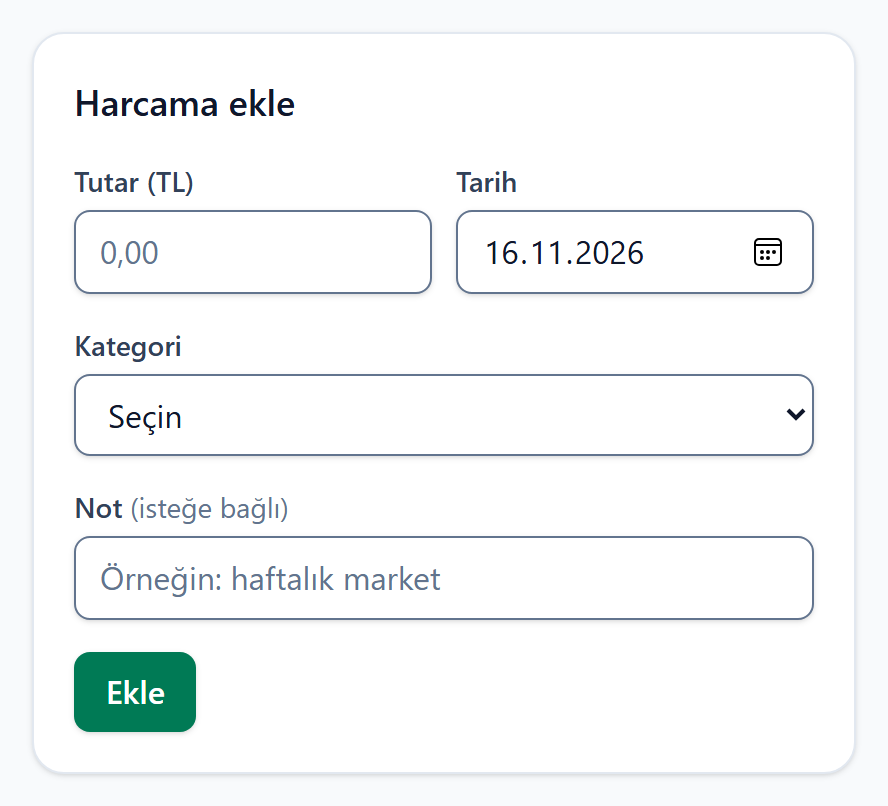 Harcama ekle
Tutar (TL)
Tarih
0,00
16.11.2026
Kategori
Seçin
Not (isteğe bağlı)
Örneğin: haftalık market
Ekle